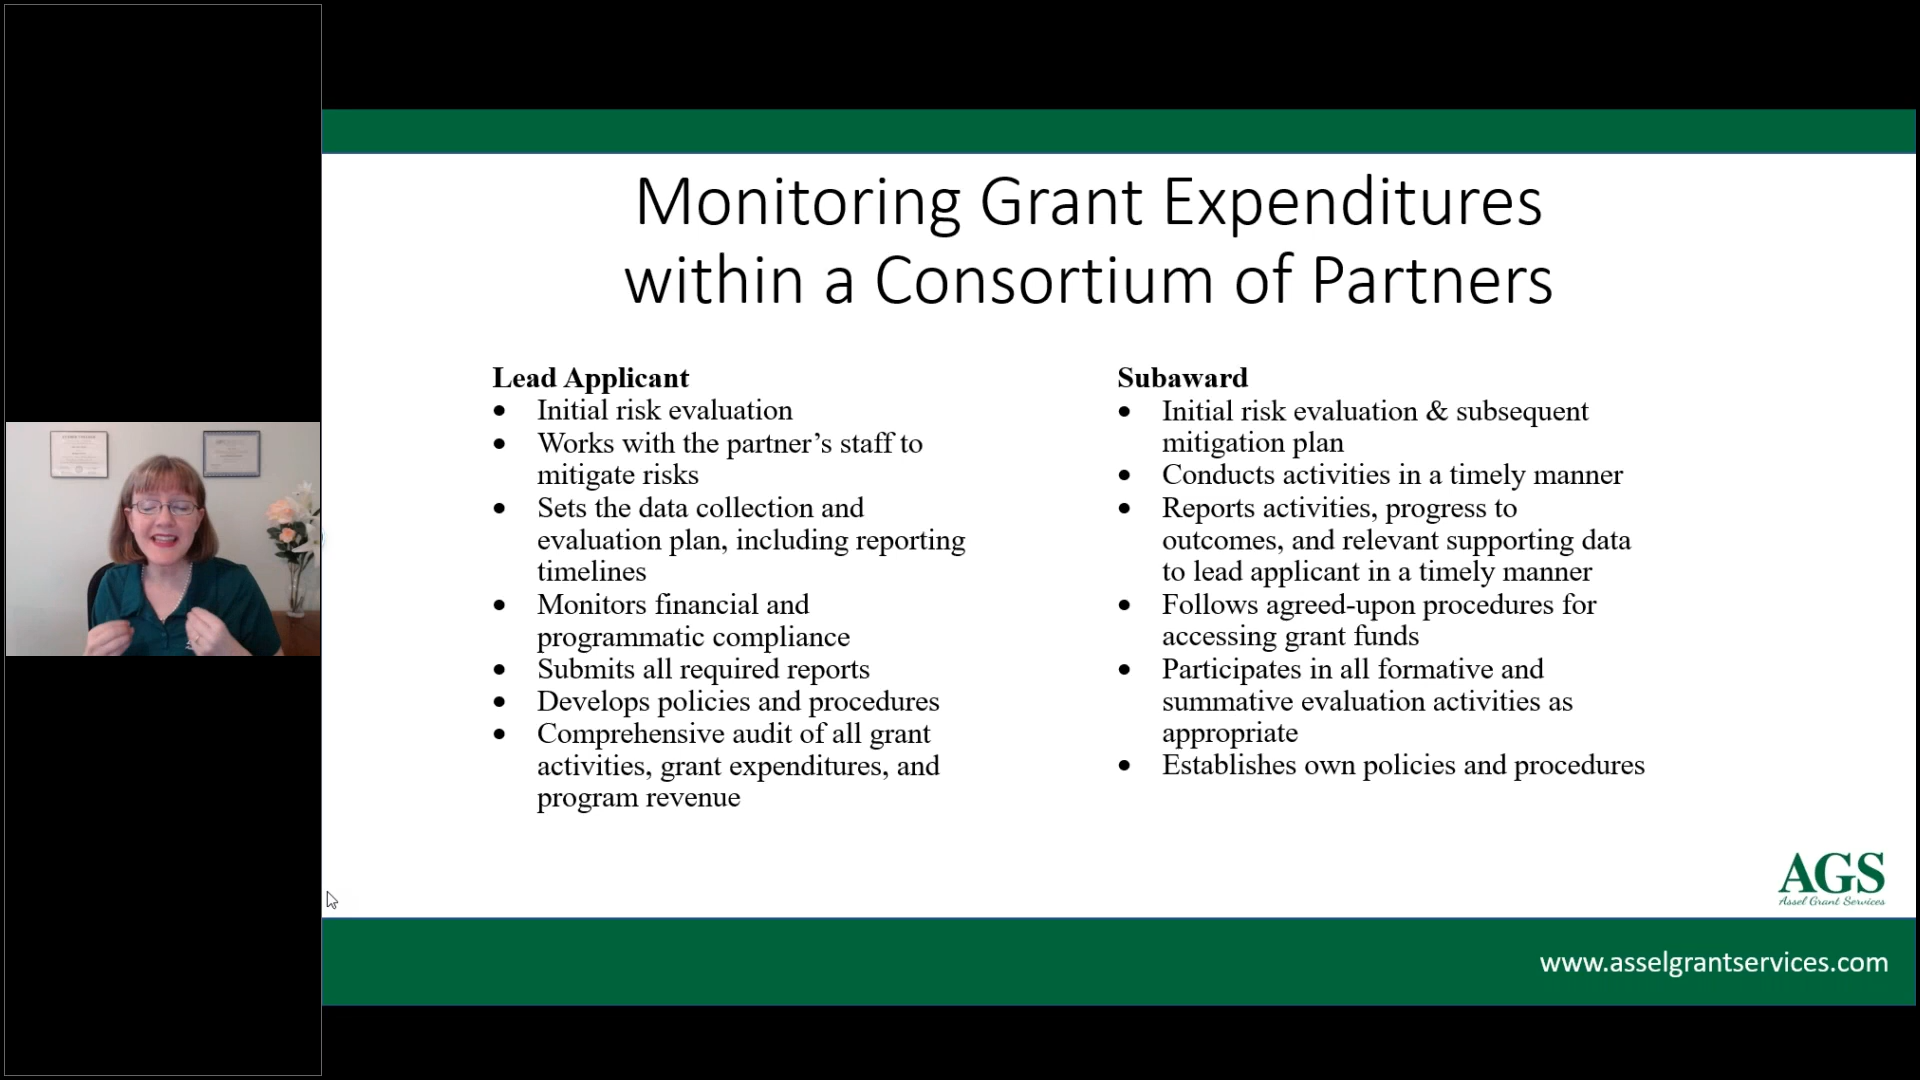 Monitoring Grant Expenditures
within a Consortium of Partners
Lead Applicant
• Initial risk evaluation
• Works with the partner’s staff to
mitigate risks
• Sets the data collection and
evaluation plan, including reporting
timelines
• Monitors financial and
programmatic compliance
• Submits all required reports
• Develops policies and procedures
• Comprehensive audit of all grant
activities, grant expenditures, and
program revenue
Subaward
• Initial risk evaluation & subsequent
mitigation plan
• Conducts activities in a timely manner
• Reports activities, progress to
outcomes, and relevant supporting data
to lead applicant in a timely manner
• Follows agreed-upon procedures for
accessing grant funds
• Participates in all formative and
summative evaluation activities as
appropriate
• Establishes own policies and procedures
AGS
Assel Grant Services
www.asselgrantservices.com